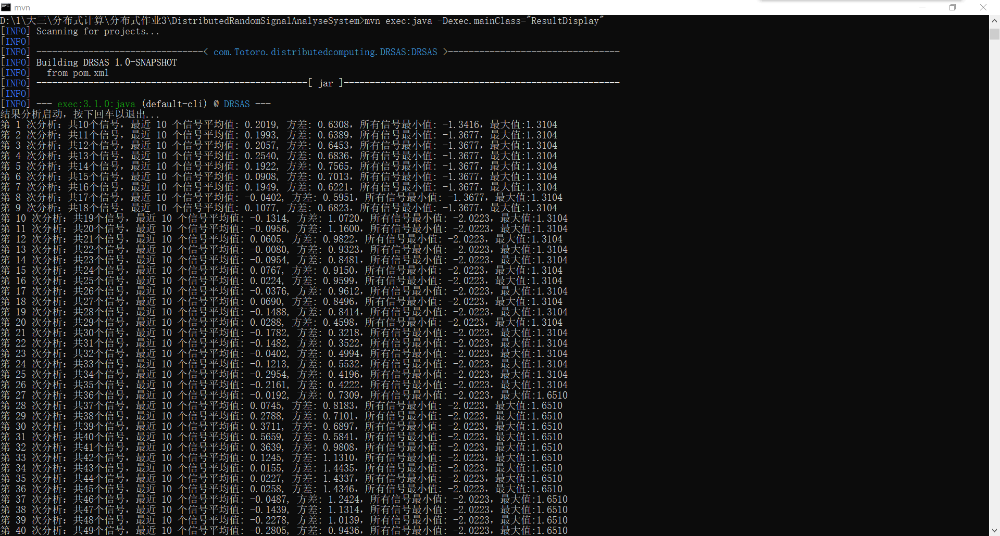 mvn
D:\1\大三\分布式计算\分布式作业3\DistributedRandomSignalAnalyseSystem>mvn exec:java -Dexec.mainClass="ResultDisplay"
[INFO] Scanning for projects...
[INFO]
[INFO] --------------------------------< com.Totoro.distributedcomputing.DRSAS:DRSAS >---------------------------------
[INFO] Building DRSAS 1.0-SNAPSHOT
[INFO]   from pom.xml
[INFO] ----------------------------------------------------[ jar ]-----------------------------------------------------
[INFO]
[INFO] --- exec:3.1.0:java (default-cli) @ DRSAS ---
结果分析启动，按下回车以退出...
第 1 次分析：共10个信号，最近 10 个信号平均值: 0.2019, 方差: 0.6308，所有信号最小值: -1.3416，最大值:1.3104
第 2 次分析：共11个信号，最近 10 个信号平均值: 0.1993, 方差: 0.6389，所有信号最小值: -1.3677，最大值:1.3104
第 3 次分析：共12个信号，最近 10 个信号平均值: 0.2057, 方差: 0.6453，所有信号最小值: -1.3677，最大值:1.3104
第 4 次分析：共13个信号，最近 10 个信号平均值: 0.2540, 方差: 0.6836，所有信号最小值: -1.3677，最大值:1.3104
第 5 次分析：共14个信号，最近 10 个信号平均值: 0.1922, 方差: 0.7565，所有信号最小值: -1.3677，最大值:1.3104
第 6 次分析：共15个信号，最近 10 个信号平均值: 0.0908, 方差: 0.7013，所有信号最小值: -1.3677，最大值:1.3104
第 7 次分析：共16个信号，最近 10 个信号平均值: 0.1949, 方差: 0.6221，所有信号最小值: -1.3677，最大值:1.3104
第 8 次分析：共17个信号，最近 10 个信号平均值: -0.0402, 方差: 0.5951，所有信号最小值: -1.3677，最大值:1.3104
第 9 次分析：共18个信号，最近 10 个信号平均值: 0.1077, 方差: 0.6823，所有信号最小值: -1.3677，最大值:1.3104
第 10 次分析：共19个信号，最近 10 个信号平均值: -0.1314, 方差: 1.0720，所有信号最小值: -2.0223，最大值:1.3104
第 11 次分析：共20个信号，最近 10 个信号平均值: -0.0956, 方差: 1.1600，所有信号最小值: -2.0223，最大值:1.3104
第 12 次分析：共21个信号，最近 10 个信号平均值: 0.0605, 方差: 0.9822，所有信号最小值: -2.0223，最大值:1.3104
第 13 次分析：共22个信号，最近 10 个信号平均值: -0.0080, 方差: 0.9323，所有信号最小值: -2.0223，最大值:1.3104
第 14 次分析：共23个信号，最近 10 个信号平均值: -0.0954, 方差: 0.8481，所有信号最小值: -2.0223，最大值:1.3104
第 15 次分析：共24个信号，最近 10 个信号平均值: 0.0767, 方差: 0.9150，所有信号最小值: -2.0223，最大值:1.3104
第 16 次分析：共25个信号，最近 10 个信号平均值: 0.0224, 方差: 0.9599，所有信号最小值: -2.0223，最大值:1.3104
第 17 次分析：共26个信号，最近 10 个信号平均值: -0.0376, 方差: 0.9612，所有信号最小值: -2.0223，最大值:1.3104
第 18 次分析：共27个信号，最近 10 个信号平均值: 0.0690, 方差: 0.8496，所有信号最小值: -2.0223，最大值:1.3104
第 19 次分析：共28个信号，最近 10 个信号平均值: -0.1488, 方差: 0.8414，所有信号最小值: -2.0223，最大值:1.3104
第 20 次分析：共29个信号，最近 10 个信号平均值: 0.0288, 方差: 0.4598，所有信号最小值: -2.0223，最大值:1.3104
第 21 次分析：共30个信号，最近 10 个信号平均值: -0.1782, 方差: 0.3218，所有信号最小值: -2.0223，最大值:1.3104
第 22 次分析：共31个信号，最近 10 个信号平均值: -0.1482, 方差: 0.3522，所有信号最小值: -2.0223，最大值:1.3104
第 23 次分析：共32个信号，最近 10 个信号平均值: -0.0402, 方差: 0.4994，所有信号最小值: -2.0223，最大值:1.3104
第 24 次分析：共33个信号，最近 10 个信号平均值: -0.1213, 方差: 0.5532，所有信号最小值: -2.0223，最大值:1.3104
第 25 次分析：共34个信号，最近 10 个信号平均值: -0.2954, 方差: 0.4196，所有信号最小值: -2.0223，最大值:1.3104
第 26 次分析：共35个信号，最近 10 个信号平均值: -0.2161, 方差: 0.4222，所有信号最小值: -2.0223，最大值:1.3104
第 27 次分析：共36个信号，最近 10 个信号平均值: -0.0192, 方差: 0.7309，所有信号最小值: -2.0223，最大值:1.6510
第 28 次分析：共37个信号，最近 10 个信号平均值: 0.0745, 方差: 0.8183，所有信号最小值: -2.0223，最大值:1.6510
第 29 次分析：共38个信号，最近 10 个信号平均值: 0.2788, 方差: 0.7101，所有信号最小值: -2.0223，最大值:1.6510
第 30 次分析：共39个信号，最近 10 个信号平均值: 0.3711, 方差: 0.6897，所有信号最小值: -2.0223，最大值:1.6510
第 31 次分析：共40个信号，最近 10 个信号平均值: 0.5659, 方差: 0.5841，所有信号最小值: -2.0223，最大值:1.6510
第 32 次分析：共41个信号，最近 10 个信号平均值: 0.3639, 方差: 0.9808，所有信号最小值: -2.0223，最大值:1.6510
第 33 次分析：共42个信号，最近 10 个信号平均值: 0.1245, 方差: 1.1310，所有信号最小值: -2.0223，最大值:1.6510
第 34 次分析：共43个信号，最近 10 个信号平均值: 0.0155, 方差: 1.4435，所有信号最小值: -2.0223，最大值:1.6510
第 35 次分析：共44个信号，最近 10 个信号平均值: 0.0227, 方差: 1.4337，所有信号最小值: -2.0223，最大值:1.6510
第 36 次分析：共45个信号，最近 10 个信号平均值: 0.0258, 方差: 1.4346，所有信号最小值: -2.0223，最大值:1.6510
第 37 次分析：共46个信号，最近 10 个信号平均值: -0.0487, 方差: 1.2424，所有信号最小值: -2.0223，最大值:1.6510
第 38 次分析：共47个信号，最近 10 个信号平均值: -0.1439, 方差: 1.1314，所有信号最小值: -2.0223，最大值:1.6510
第 39 次分析：共48个信号，最近 10 个信号平均值: -0.2278, 方差: 1.0139，所有信号最小值: -2.0223，最大值:1.6510
第 40 次分析：共49个信号，最近 10 个信号平均值: -0.2805, 方差: 0.9436，所有信号最小值: -2.0223，最大值:1.6510